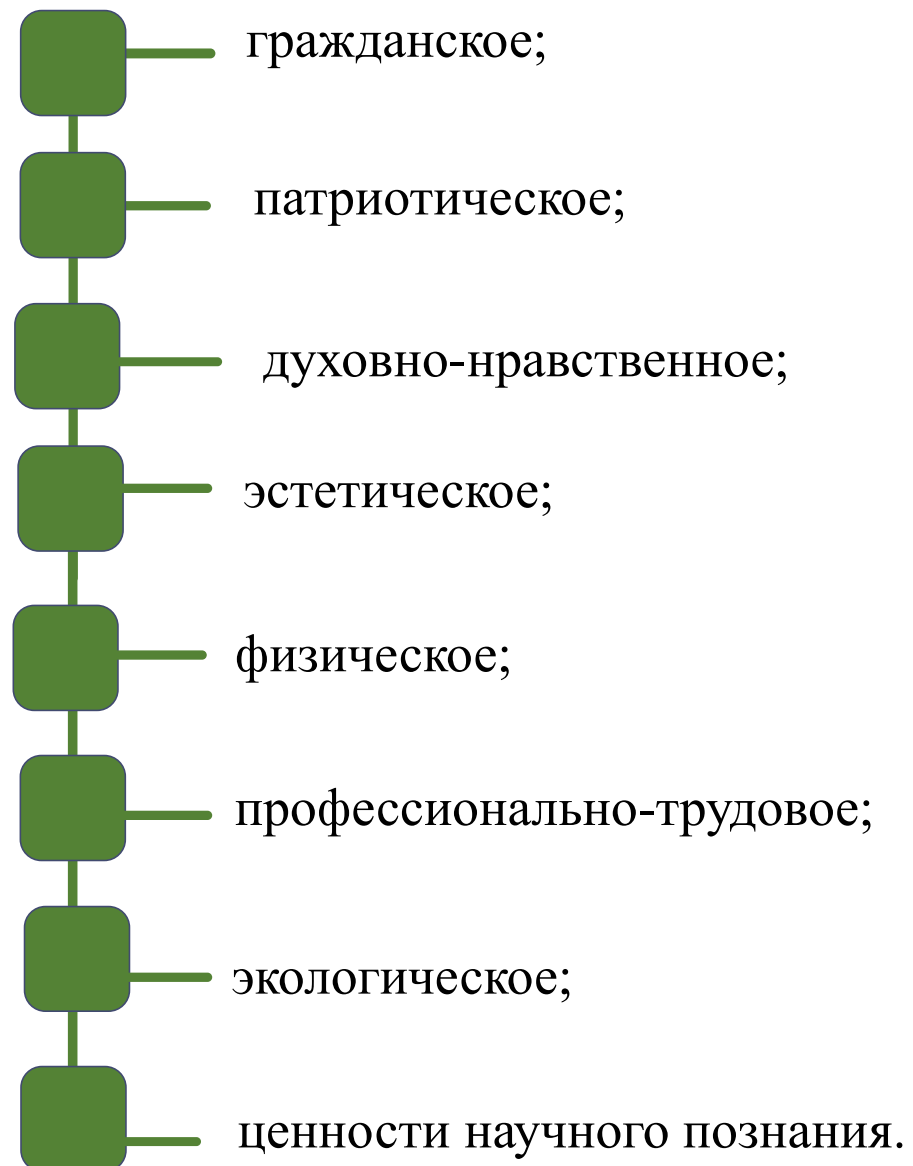 гражданское;
патриотическое;
духовно-нравственное;
эстетическое;
физическое;
профессионально-трудовое;
экологическое;
ценности научного познания.